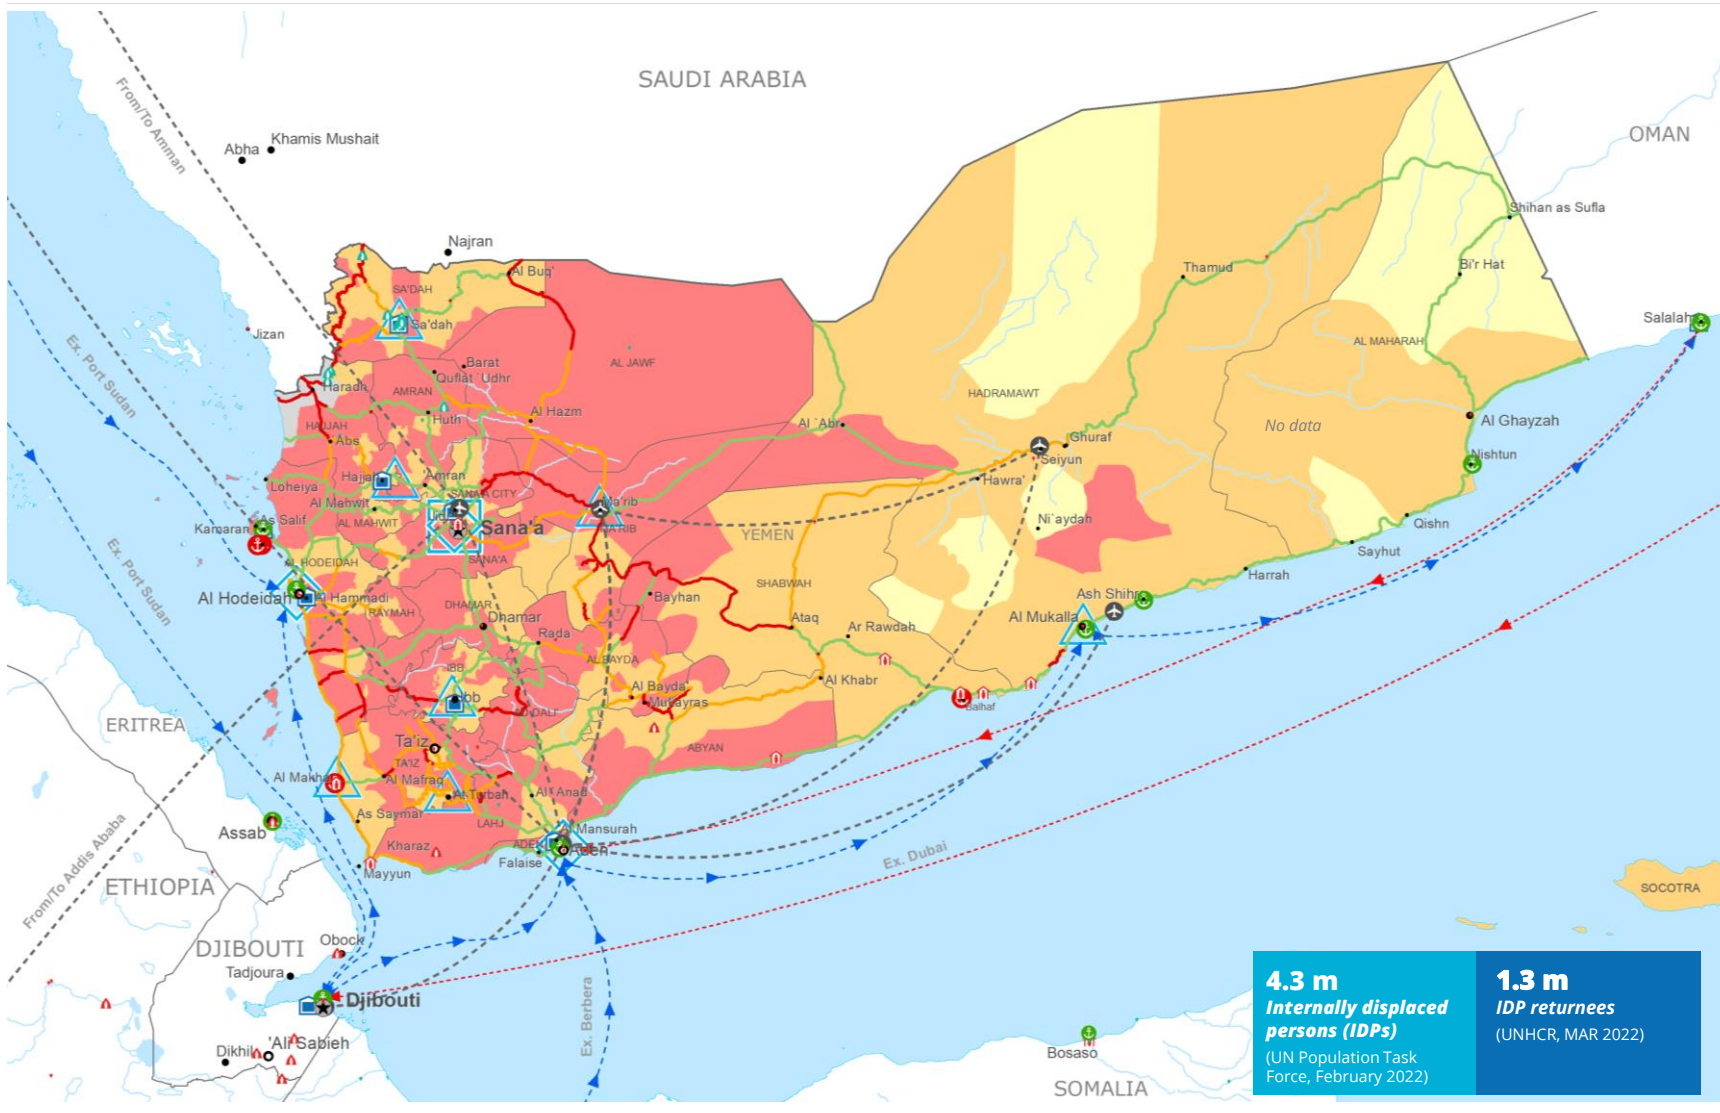 SAUDI ARABIA
OMAN
From/To Amman
Khamis Mushait
Abha
Najran
Shihan as Sufla
Bi'r Hat
Thamud
Al Buq'
SA'DAH
Sa'dah
Jizan
Salalah
Ex. Port Sudan
AL MAHARAH
Barat
AL JAWF
Quflat `Udhr
Haradh
AMRAN
HADRAMAWT
Al Hazm
Huth
Al Ghayzah
HAJJAH
Al `Abr
No data
Abs
Ghuraf
Seiyun
Nishtun
Hajjah
Amran
Hawra'
Loheiya
SANA'A CITY
Al Mahwit
Ma'rib
AL MAHWIT
As Salif
Kamaran
Sana'a
MA'RIB
YEMEN
Ni`aydah
Qishn
Sayhut
Ex. Port Sudan
AL HODEIDAH
SANA'A
Harrah
SHABWAH
Al Hodeidah
Al Hammadi
Bayhan
Ash Shihr
RAYMAH
DHAMAR
Dhamar
Al Mukalla
Ataq
Ar Rawdah
Rada
AL BAYDA
IBB
Ibb
Al Bayda'
Al Khabr
Mukayras
Balhaf
AD DALI'
ERITREA
Ta'iz
ABYAN
TA'IZ
Al Makha
Al Mafraq
At Turbah
Al `Anad
As Saymar
LAHJ
Assab
Al Mansurah
Kharaz
ADEN
Aden
Falaise
Ex. Dubai
Mayyun
From/To Addis Ababa
ETHIOPIA
SOCOTRA
DJIBOUTI
Obock
Tadjoura
Djibouti
Ex. Berbera
'Ali Sabieh
Dikhil
Bosaso
SOMALIA
4.3 m
Internally displaced
persons (IDPs)
(UN Population Task
Force, February 2022)
1.3 m
IDP returnees
(UNHCR, MAR 2022)